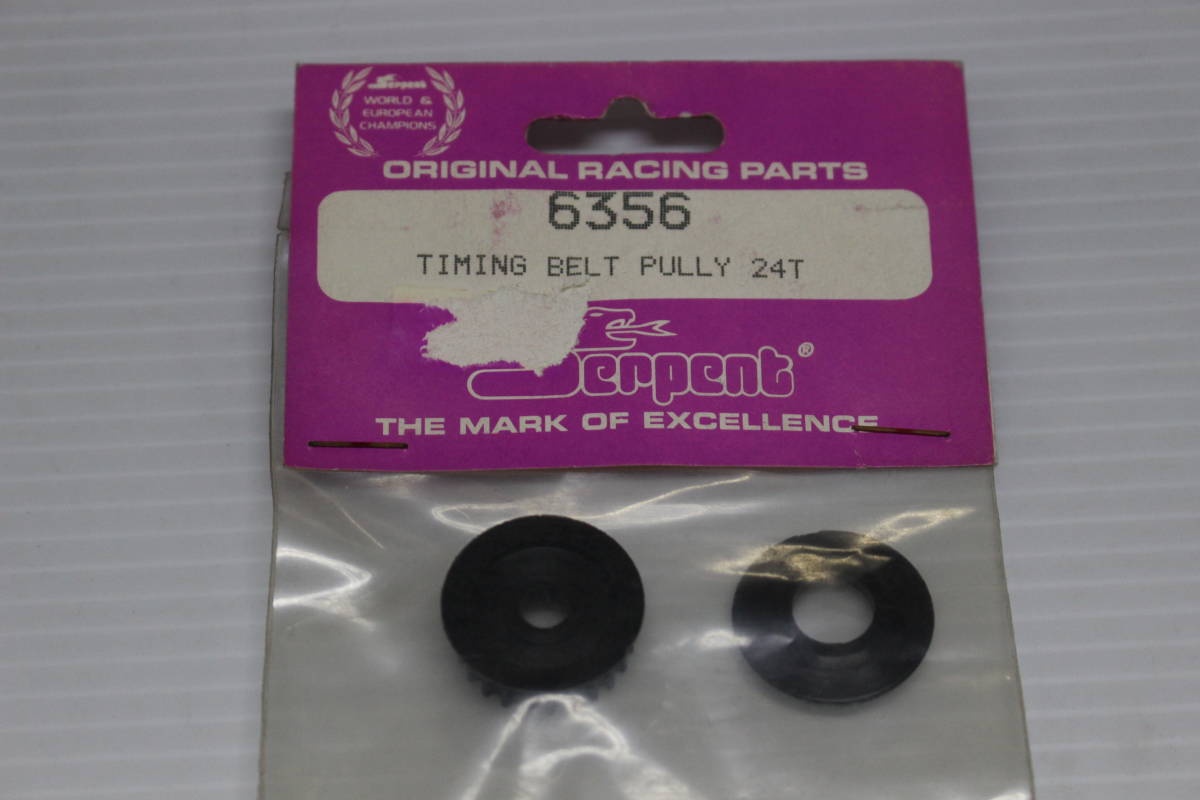 Serpent
WORLD &
EUROPEAN
CHAMPIONS
ORIGINAL RACING PARTS
6356
TIMING BELT PULLY 24T
Serpent®
THE MARK OF EXCELLENCE